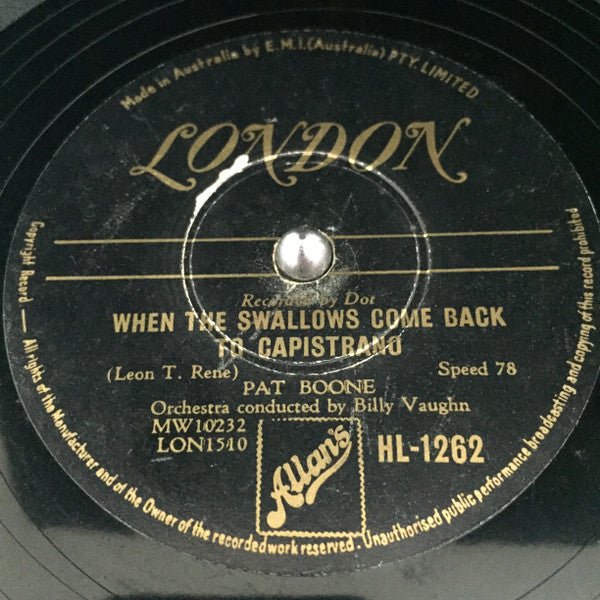 Made in Australia by E.M.I.(Australia) PTY. LIMITED
LONDON
Recorded by Dot
WHEN THE SWALLOWS COME BACK
TO CAPISTRANO
(Leon T. Rene) Speed 78
PAT BOONE
Orchestra conducted by Billy Vaughn
MW10232
LON1510
HL-1262
Allans
Copyright Record — All rights of the Manufacturer and of the Owner of the recorded work reserved. Unauthorised public performance broadcasting and copying of this record prohibited